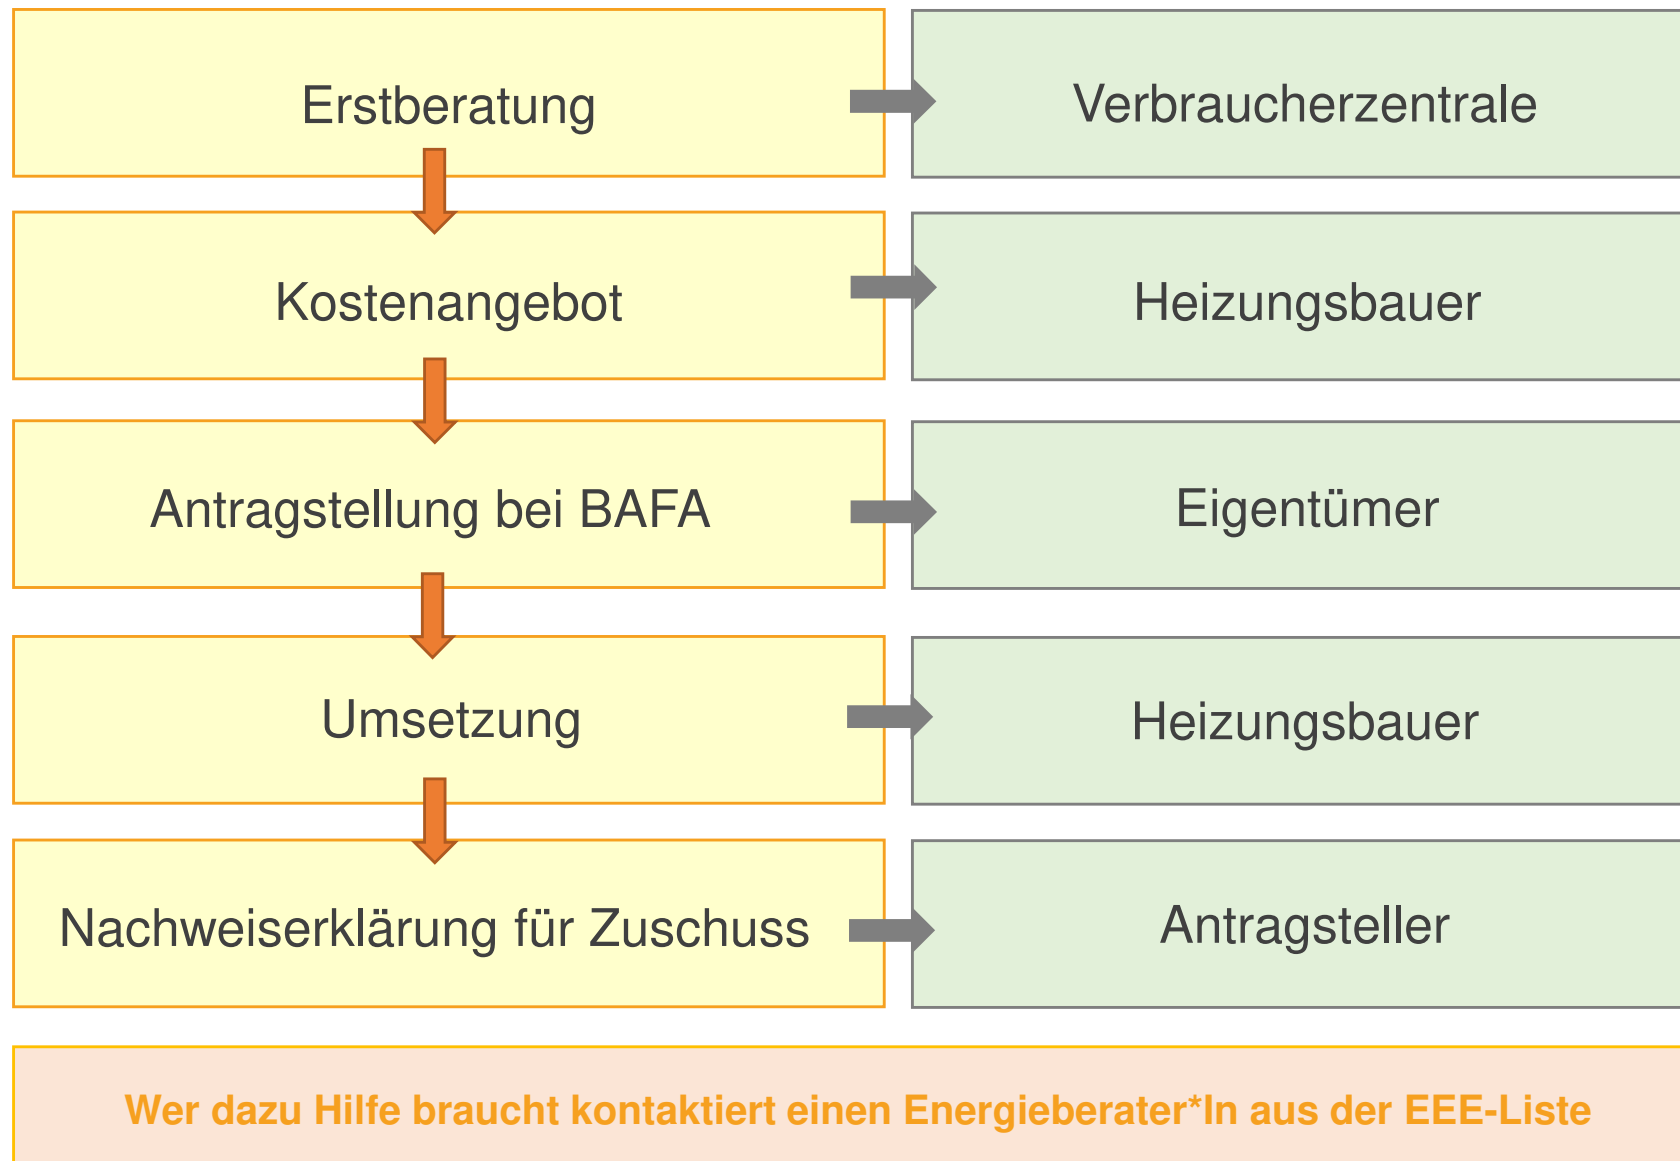 Erstberatung
Verbraucherzentrale
Kostenangebot
Heizungsbauer
Antragstellung bei BAFA
Eigentümer
Umsetzung
Heizungsbauer
Nachweiserklärung für Zuschuss
Antragsteller
Wer dazu Hilfe braucht kontaktiert einen Energieberater*In aus der EEE-Liste